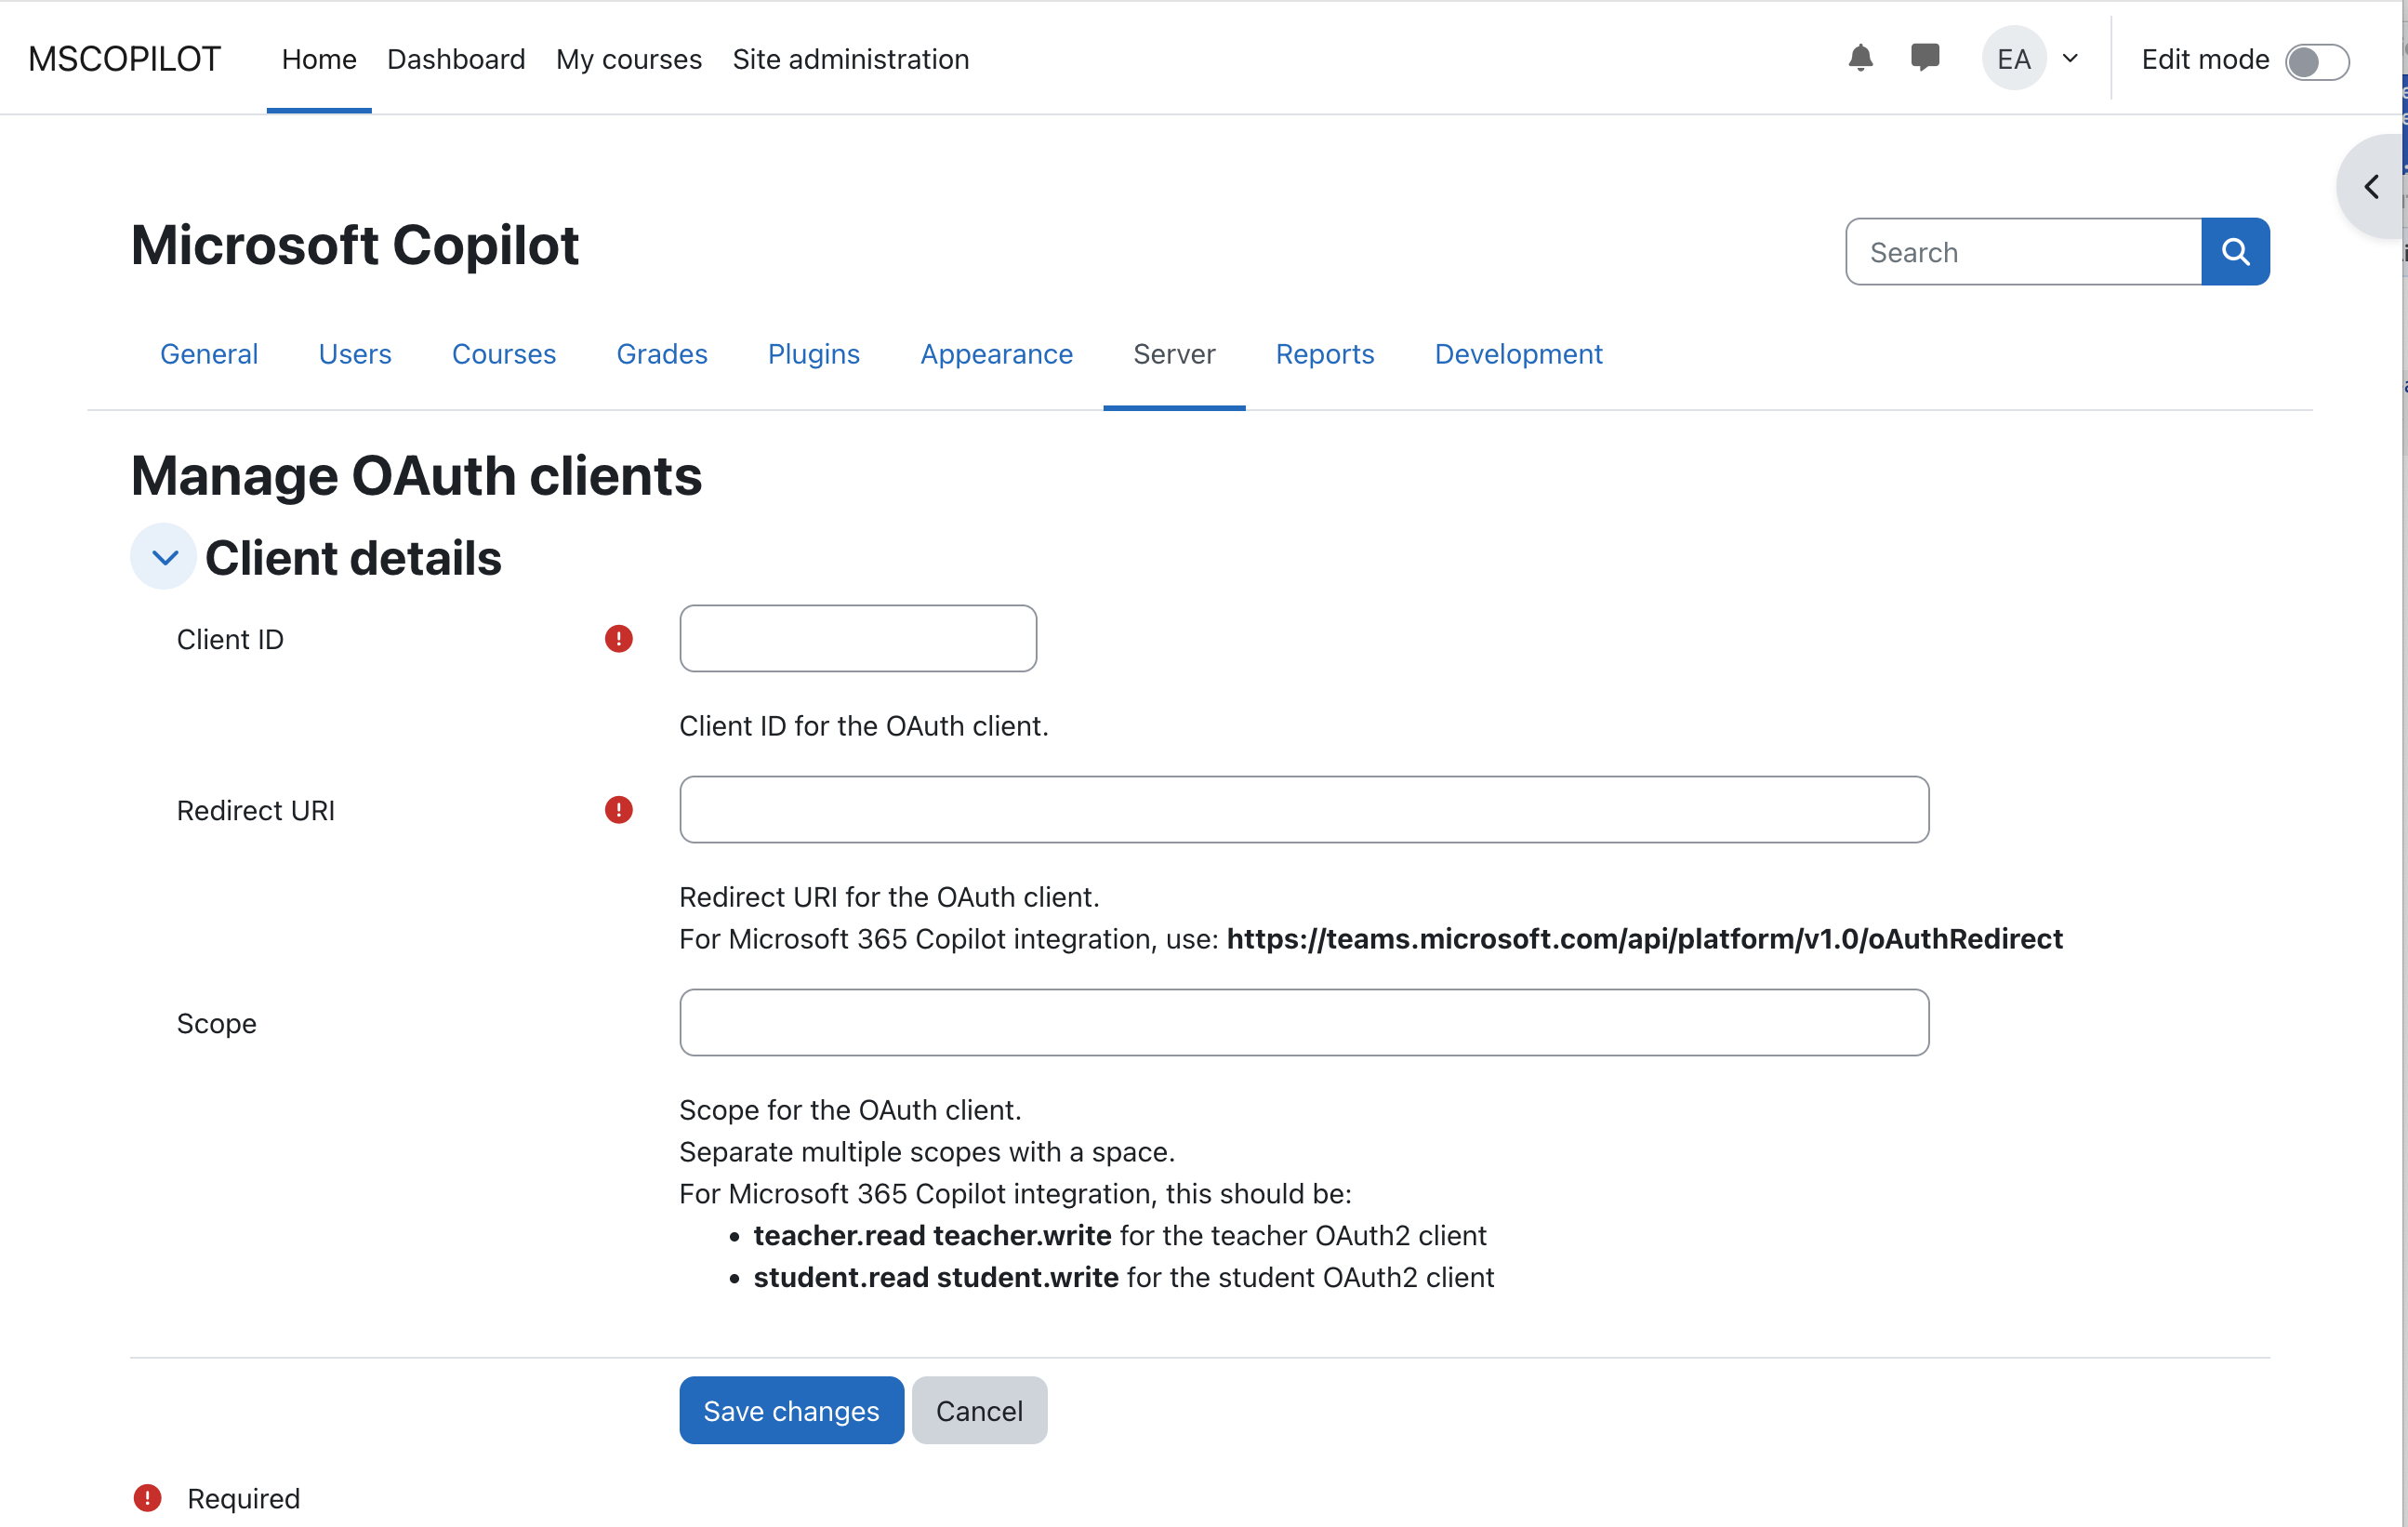 MSCOPILOT Home Dashboard My courses Site administration EA Edit mode
Microsoft Copilot
Search
General Users Courses Grades Plugins Appearance Server Reports Development
Manage OAuth clients
Client details
Client ID
Client ID for the OAuth client.
Redirect URI
Redirect URI for the OAuth client.
For Microsoft 365 Copilot integration, use: https://teams.microsoft.com/api/platform/v1.0/oAuthRedirect
Scope
Scope for the OAuth client.
Separate multiple scopes with a space.
For Microsoft 365 Copilot integration, this should be:
• teacher.read teacher.write for the teacher OAuth2 client
• student.read student.write for the student OAuth2 client
Save changes Cancel
Required